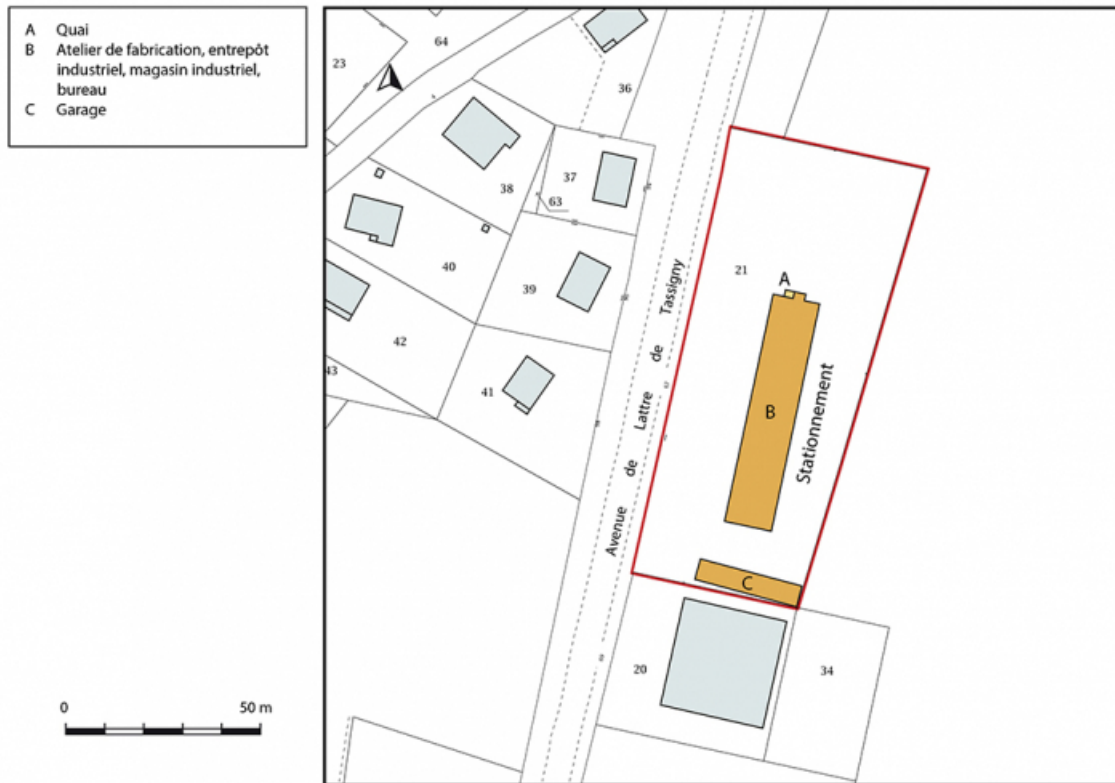 A Quai
B Atelier de fabrication, entrepôt
industriel, magasin industriel,
bureau
C Garage
64
23
36
38
37
63
40
39
42
43
41
21
A
B
C
Stationnement
Avenue de Lattre de Tassigny
20
34
0 50 m